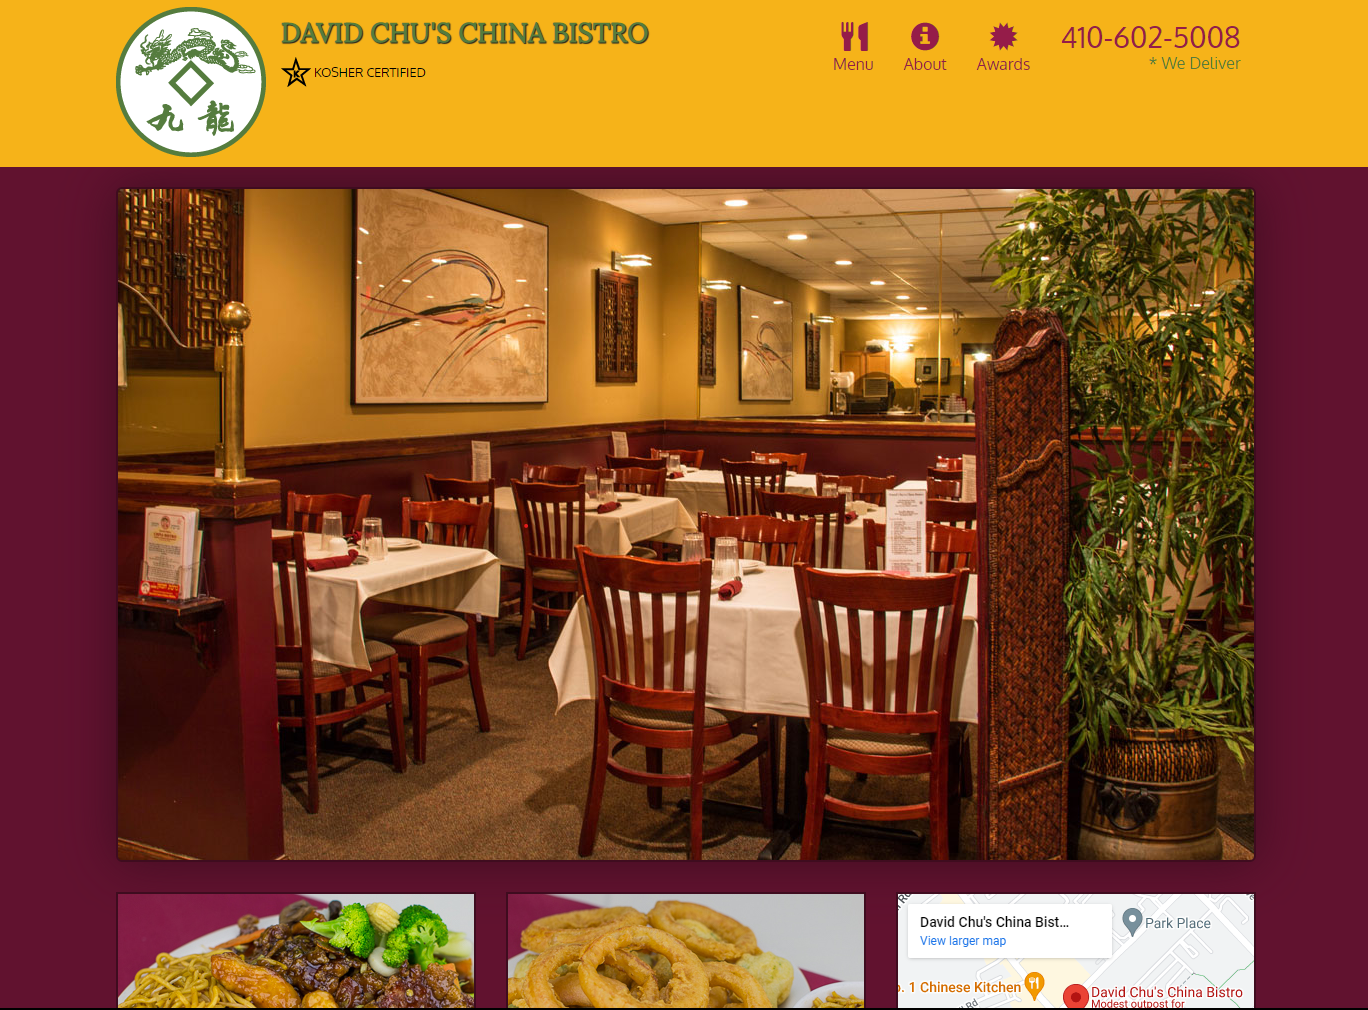 九龍
DAVID CHU'S CHINA BISTRO
K
KOSHER CERTIFIED
Menu
About
Awards
410-602-5008
* We Deliver
David Chu's China Bist...
View larger map
Park Place
o. 1 Chinese Kitchen
David Chu's China Bistro
Modest outpost for
Rd